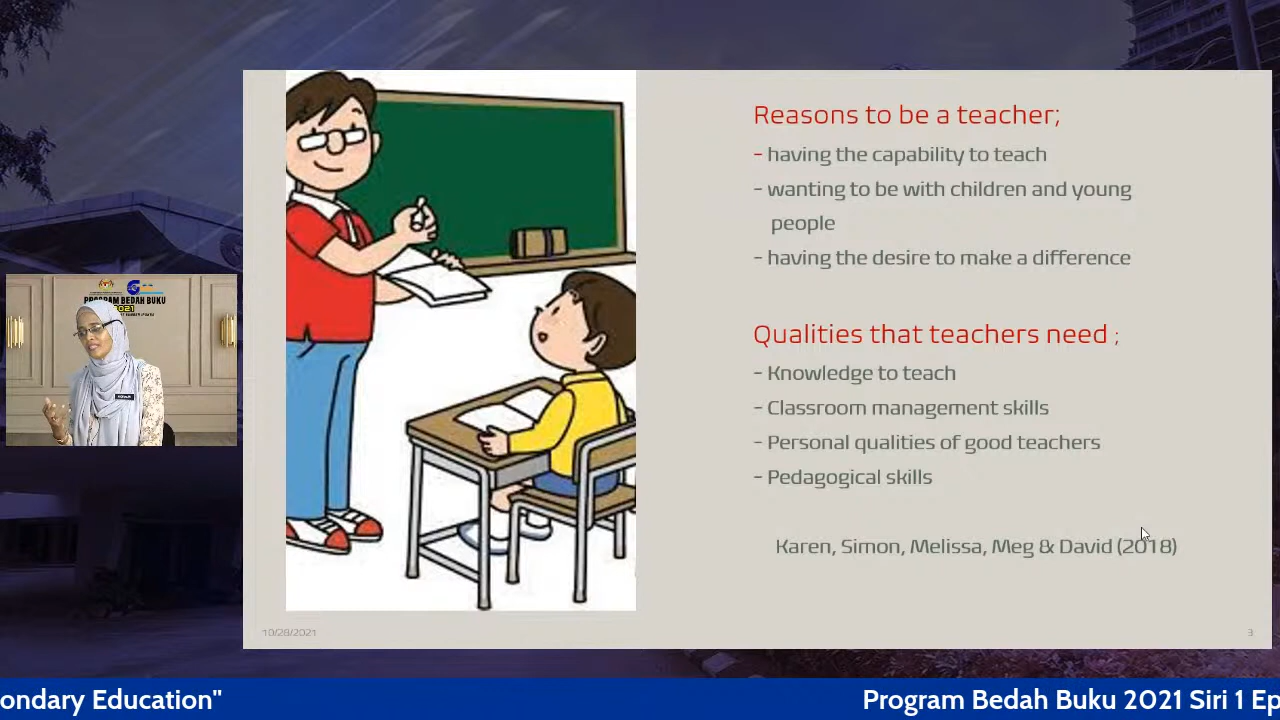 Reasons to be a teacher;
- having the capability to teach
- wanting to be with children and young
people
- having the desire to make a difference
Qualities that teachers need ;
- Knowledge to teach
- Classroom management skills
- Personal qualities of good teachers
- Pedagogical skills
Karen, Simon, Melissa, Meg & David (2018)
10/28/2021
3
PROGRAM BEDAH BUKU
2021
ondary Education"
Program Bedah Buku 2021 Siri 1 Ep